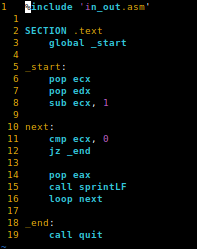 1 %include 'in_out.asm'
1
2 SECTION .text
3 global _start
4
5 _start:
6 pop ecx
7 pop edx
8 sub ecx, 1
9
10 next:
11 cmp ecx, 0
12 jz _end
13
14 pop eax
15 call sprintLF
16 loop next
17
18 _end:
19 call quit
~